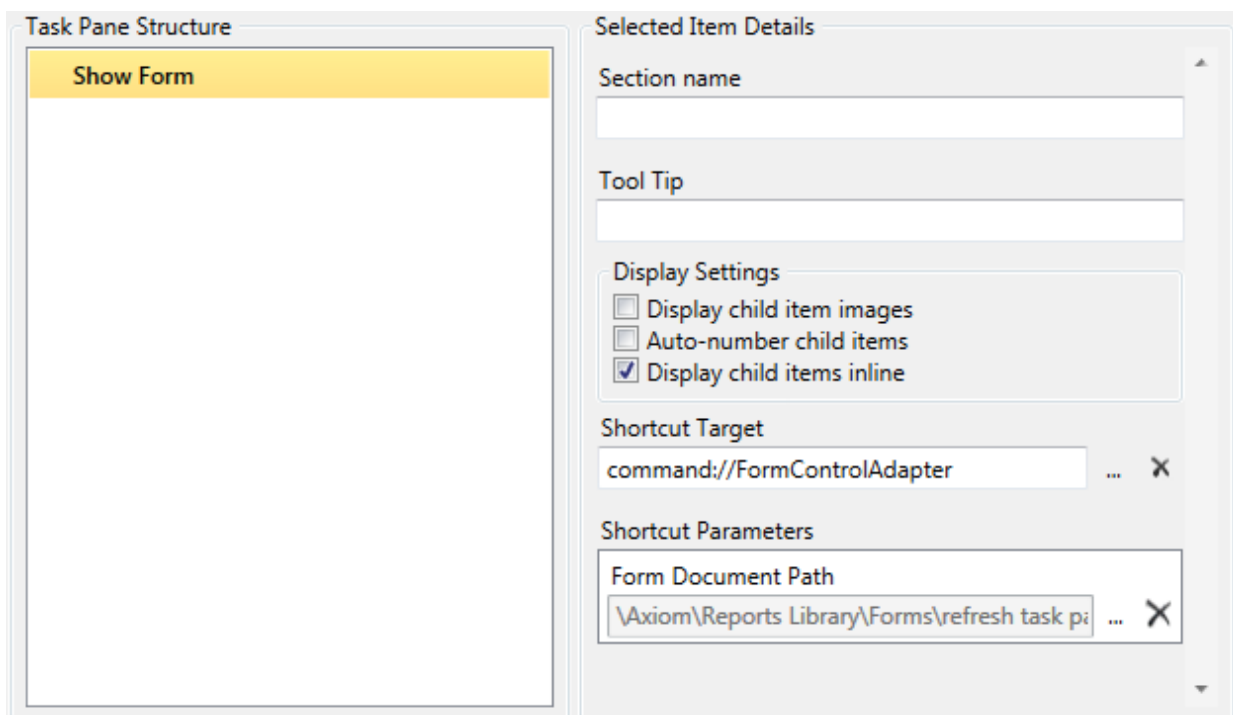 Task Pane Structure
Show Form
Selected Item Details
Section name
Tool Tip
Display Settings
Display child item images
Auto-number child items
Display child items inline
Shortcut Target
command://FormControlAdapter ...
Shortcut Parameters
Form Document Path
\Axiom\Reports Library\Forms\refresh task pa ...